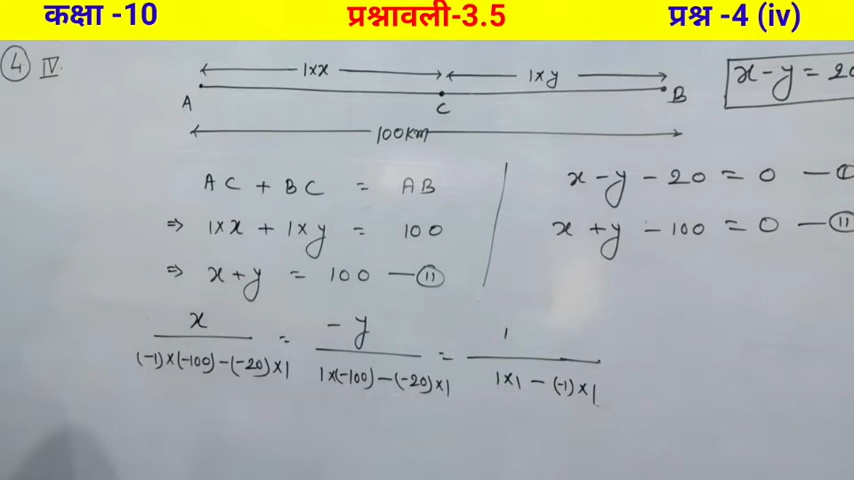 कक्षा -10 प्रश्नावली-3.5 प्रश्न -4 (iv)
4 IV
1×x 1×y x-y = 20
A C B
100km
AC + BC = AB
x - y - 20 = 0 —
⇒ 1×x + 1×y = 100
x + y - 100 = 0 — II
⇒ x+y = 100 — II
x / (-1)×(-100)-(-20)×1 = -y / 1×(-100)-(-20)×1 = 1 / 1×1 - (-1)×1